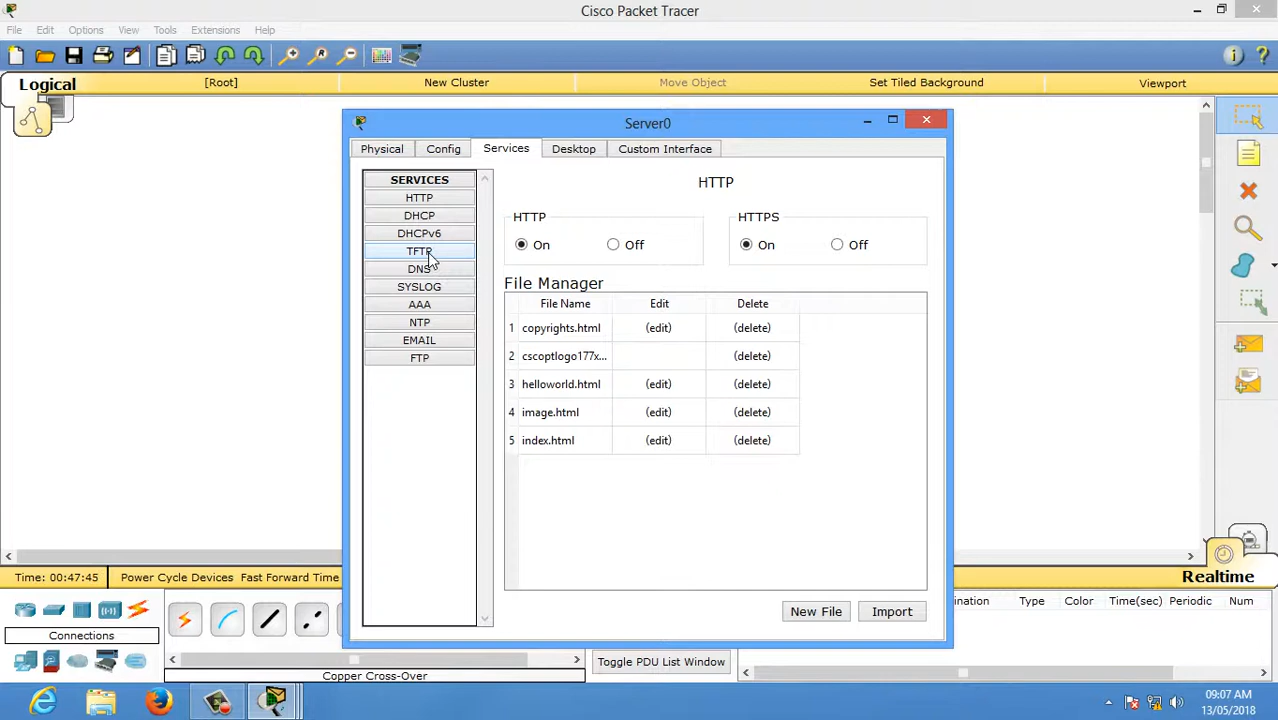 Cisco Packet Tracer
File Edit Options View Tools Extensions Help
Logical [Root] New Cluster Move Object Set Tiled Background Viewport
Server0
Physical Config Services Desktop Custom Interface
SERVICES
HTTP
DHCP
DHCPv6
TFTP
DNS
SYSLOG
AAA
NTP
EMAIL
FTP
HTTP
HTTP
On Off
HTTPS
On Off
File Manager
File Name Edit Delete
1 copyrights.html (edit) (delete)
2 cscoptlogo177x... (delete)
3 helloworld.html (edit) (delete)
4 image.html (edit) (delete)
5 index.html (edit) (delete)
New File Import
Time: 00:47:45 Power Cycle Devices Fast Forward Time
Realtime
Connections
Copper Cross-Over
Toggle PDU List Window
ination Type Color Time(sec) Periodic Num
09:07 AM
13/05/2018